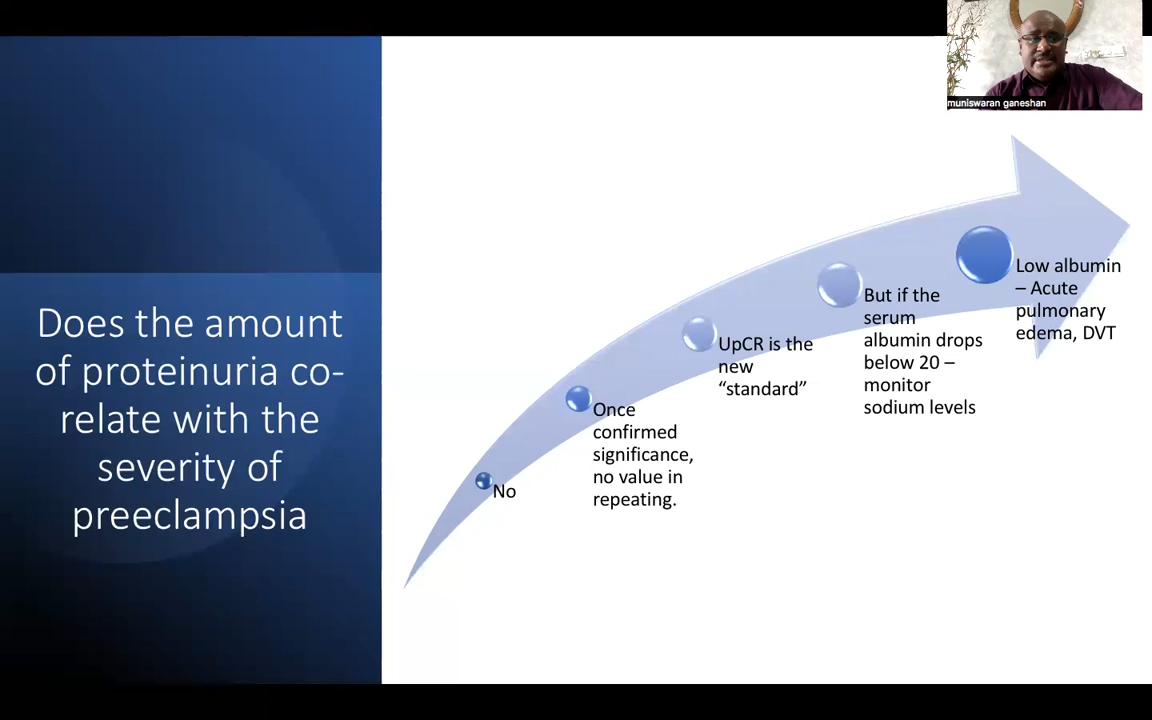 muniswaran ganeshan
Does the amount
of proteinuria co-
relate with the
severity of
preeclampsia
No
Once
confirmed
significance,
no value in
repeating.
UpCR is the
new
“standard”
But if the
serum
albumin drops
below 20 –
monitor
sodium levels
Low albumin
– Acute
pulmonary
edema, DVT